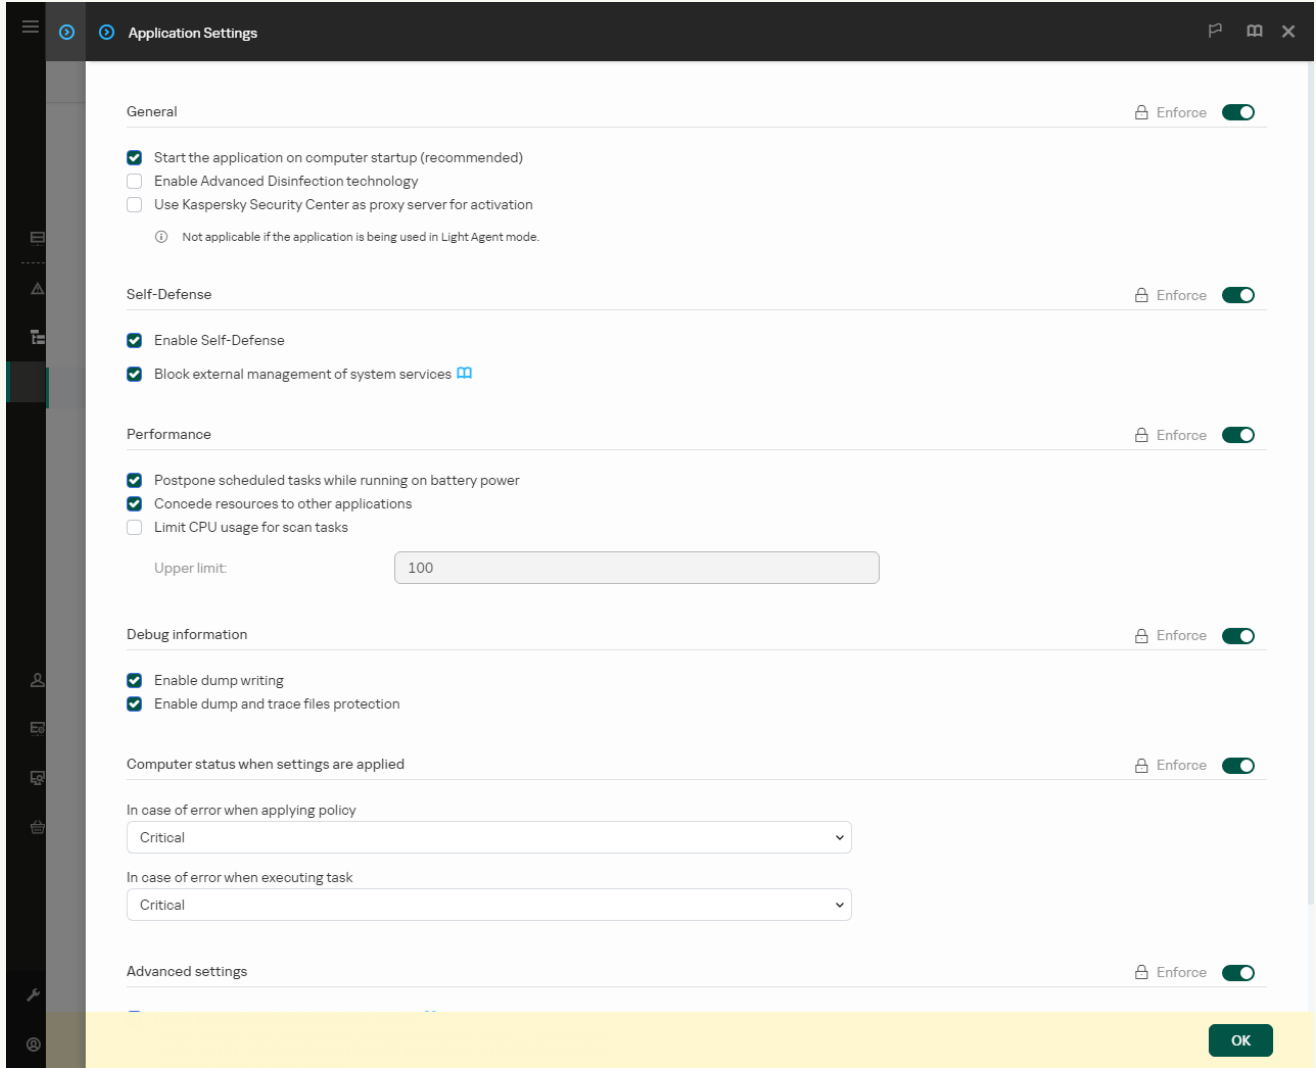 Application Settings
General
Enforce
Start the application on computer startup (recommended)
Enable Advanced Disinfection technology
Use Kaspersky Security Center as proxy server for activation
Not applicable if the application is being used in Light Agent mode.
Self-Defense
Enforce
Enable Self-Defense
Block external management of system services
Performance
Enforce
Postpone scheduled tasks while running on battery power
Concede resources to other applications
Limit CPU usage for scan tasks
Upper limit:
100
Debug information
Enforce
Enable dump writing
Enable dump and trace files protection
Computer status when settings are applied
Enforce
In case of error when applying policy
Critical
In case of error when executing task
Critical
Advanced settings
Enforce
OK